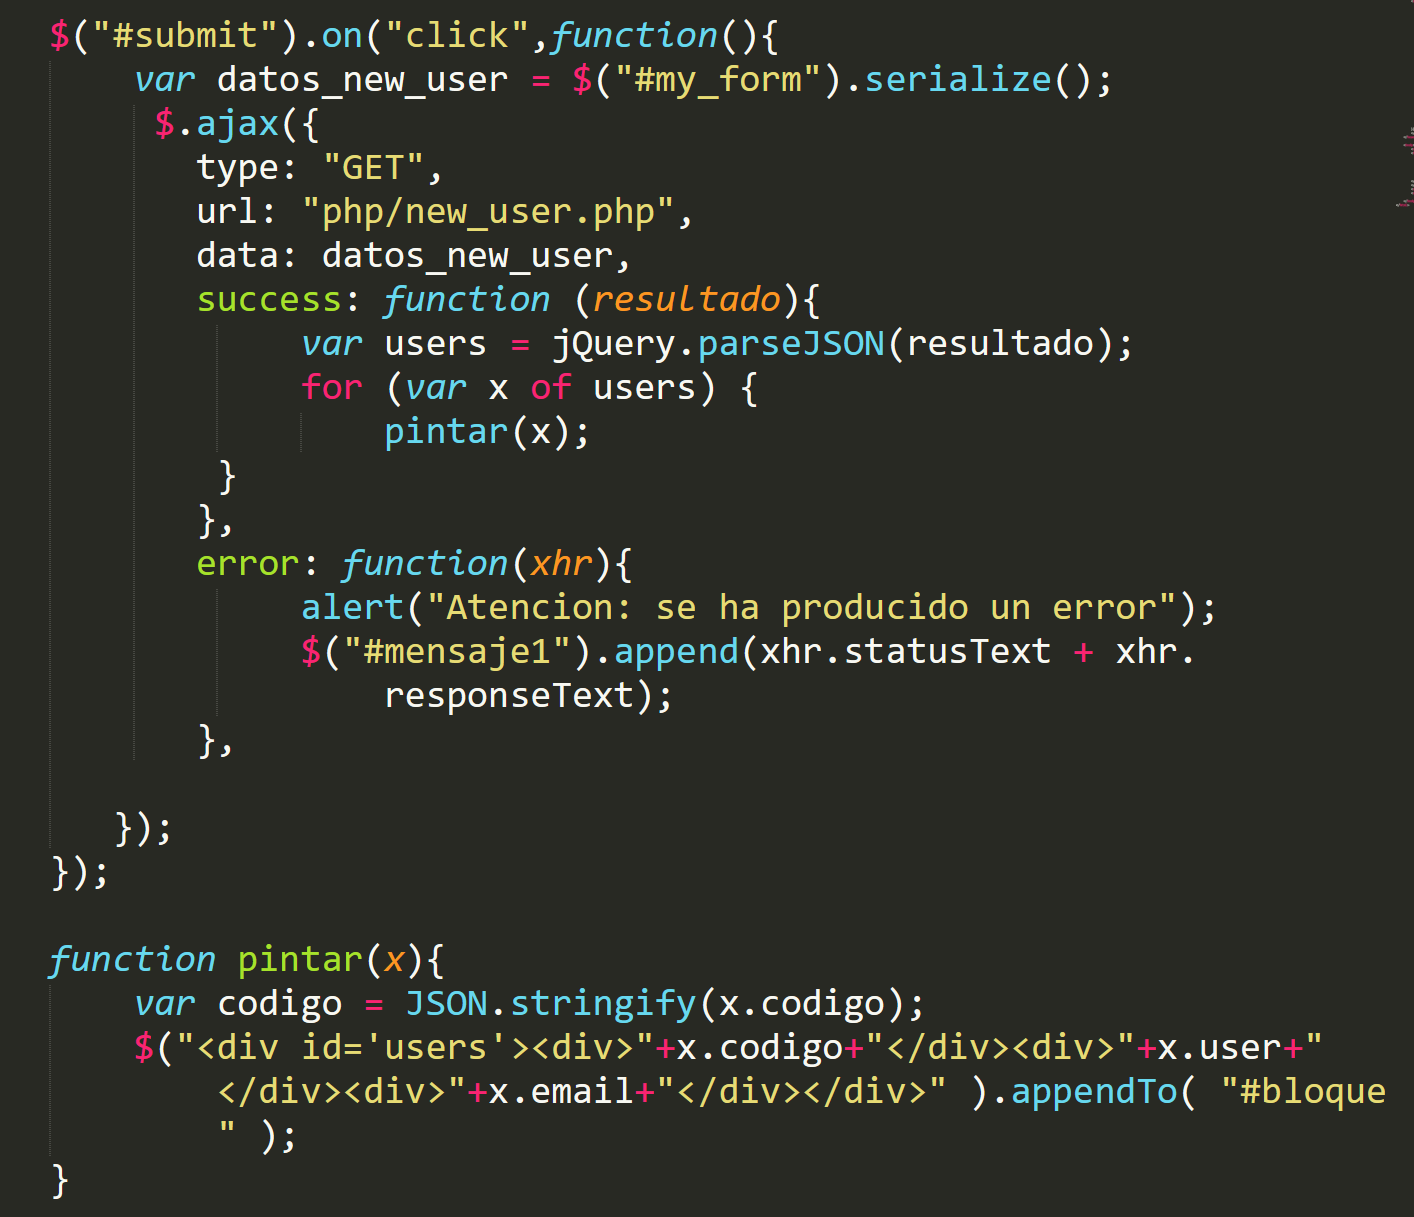 $("#submit").on("click",function(){
    var datos_new_user = $("#my_form").serialize();
     $.ajax({
       type: "GET",
       url: "php/new_user.php",
       data: datos_new_user,
       success: function (resultado){
            var users = jQuery.parseJSON(resultado);
            for (var x of users) {
                pintar(x);
        }
       },
       error: function(xhr){
            alert("Atencion: se ha producido un error");
            $("#mensaje1").append(xhr.statusText + xhr.
                responseText);
       },
   });
});
function pintar(x){
    var codigo = JSON.stringify(x.codigo);
    $("<div id='users'><div>"+x.codigo+"</div><div>"+x.user+"
        </div><div>"+x.email+"</div></div>" ).appendTo( "#bloque
        " );
}